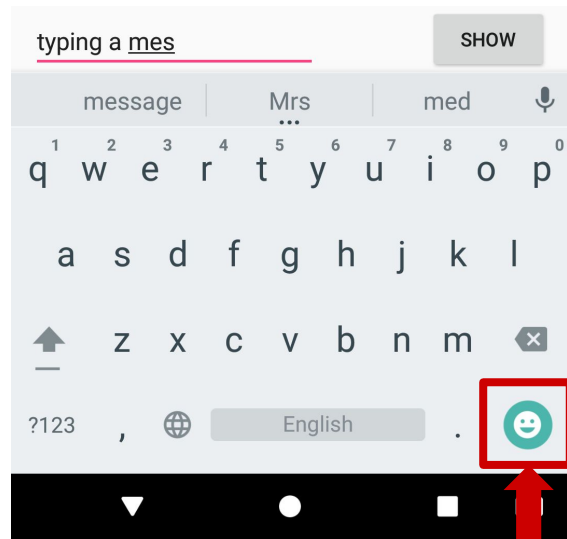 typing a mes
SHOW
message Mrs med
1 2 3 4 5 6 7 8 9 0
q w e r t y u i o p
a s d f g h j k l
z x c v b n m
?123 , English .